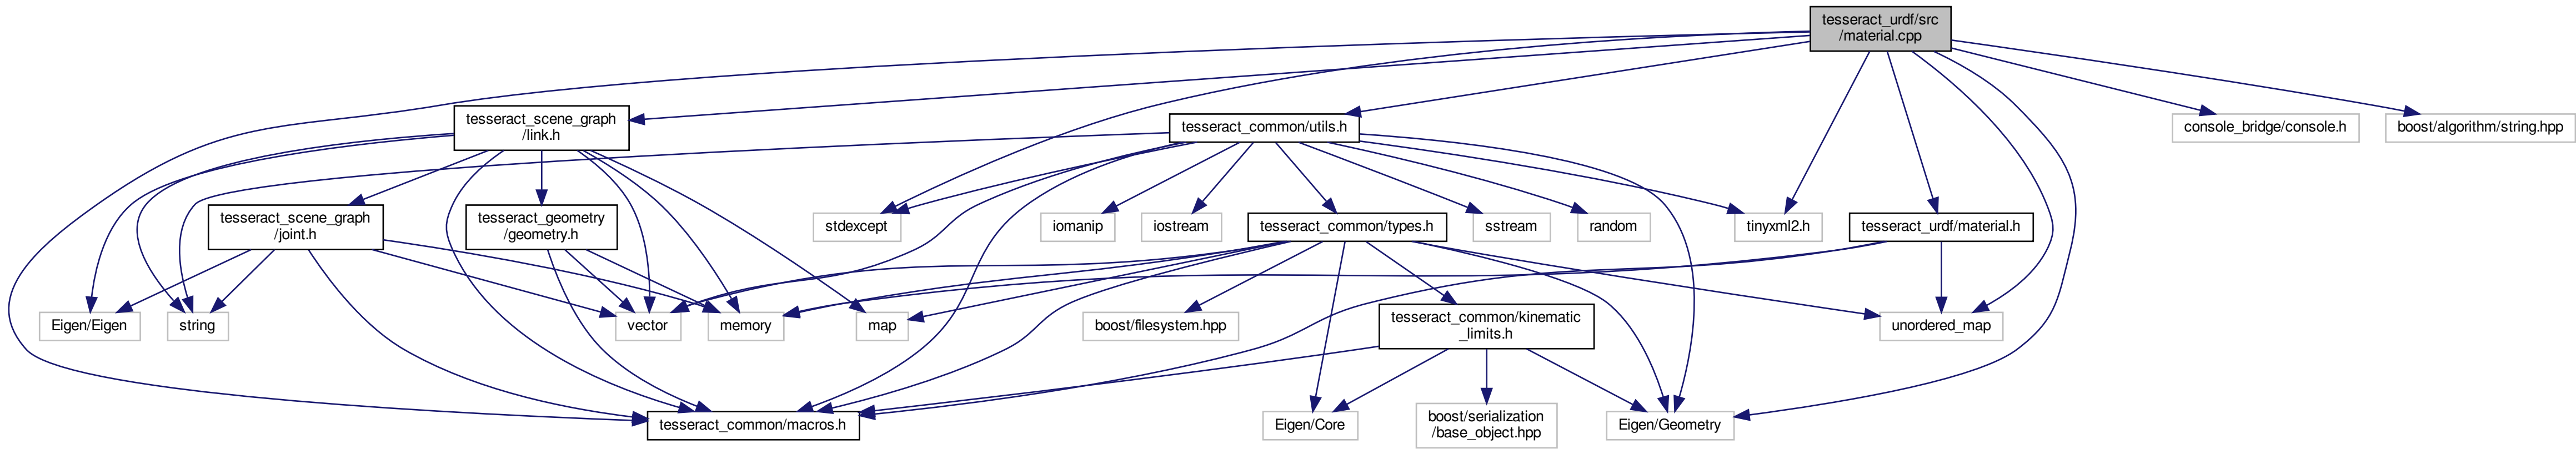 tesseract_urdf/src
/material.cpp
tesseract_scene_graph
/link.h
tesseract_common/utils.h
console_bridge/console.h
boost/algorithm/string.hpp
tesseract_scene_graph
/joint.h
tesseract_geometry
/geometry.h
stdexcept
iomanip
iostream
tesseract_common/types.h
sstream
random
tinyxml2.h
tesseract_urdf/material.h
Eigen/Eigen
string
vector
memory
map
boost/filesystem.hpp
tesseract_common/kinematic
_limits.h
unordered_map
tesseract_common/macros.h
Eigen/Core
boost/serialization
/base_object.hpp
Eigen/Geometry